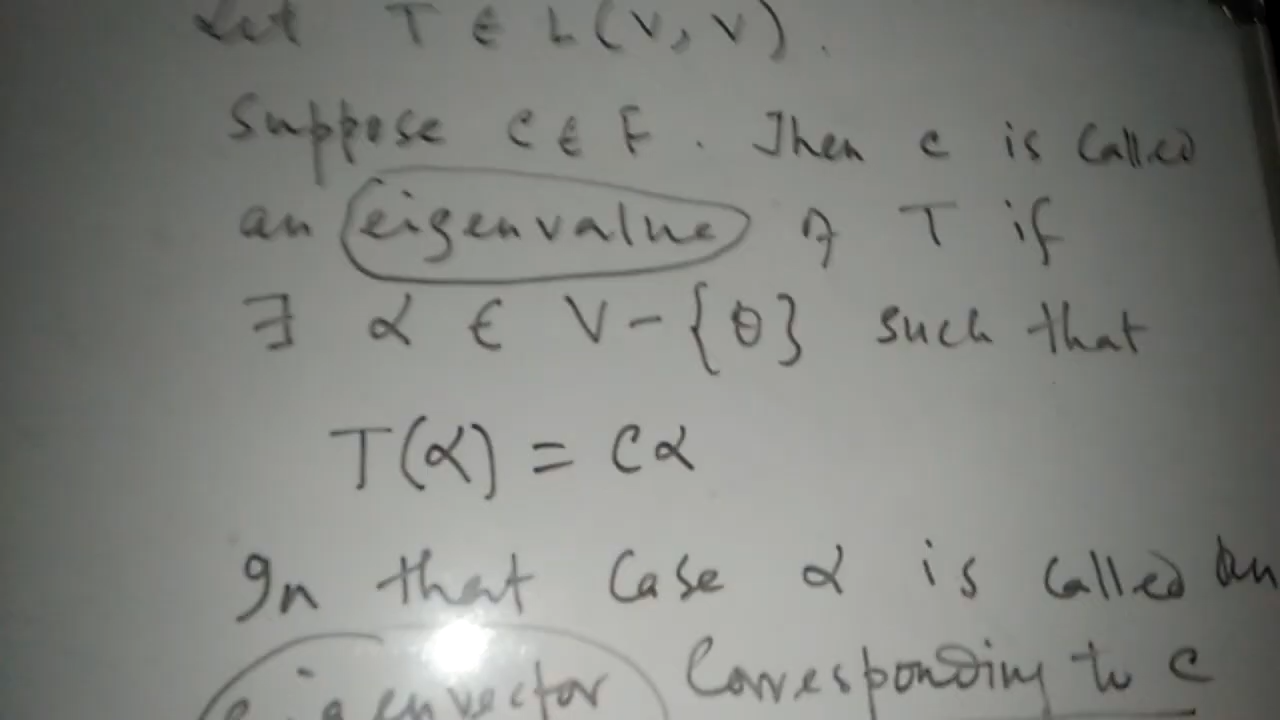 Let T ∈ L(V, V).
Suppose c ∈ F. Then c is called
an eigenvalue of T if
∃ α ∈ V - {θ} such that
T(α) = cα
In that case α is called an
eigenvector corresponding to c